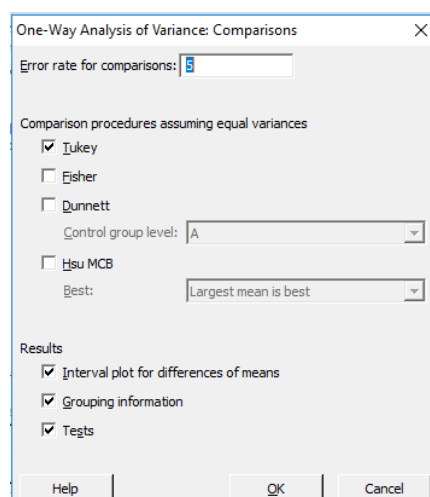 One-Way Analysis of Variance: Comparisons
Error rate for comparisons: 5
Comparison procedures assuming equal variances
Tukey
Fisher
Dunnett
Control group level: A
Hsu MCB
Best: Largest mean is best
Results
Interval plot for differences of means
Grouping information
Tests
Help OK Cancel